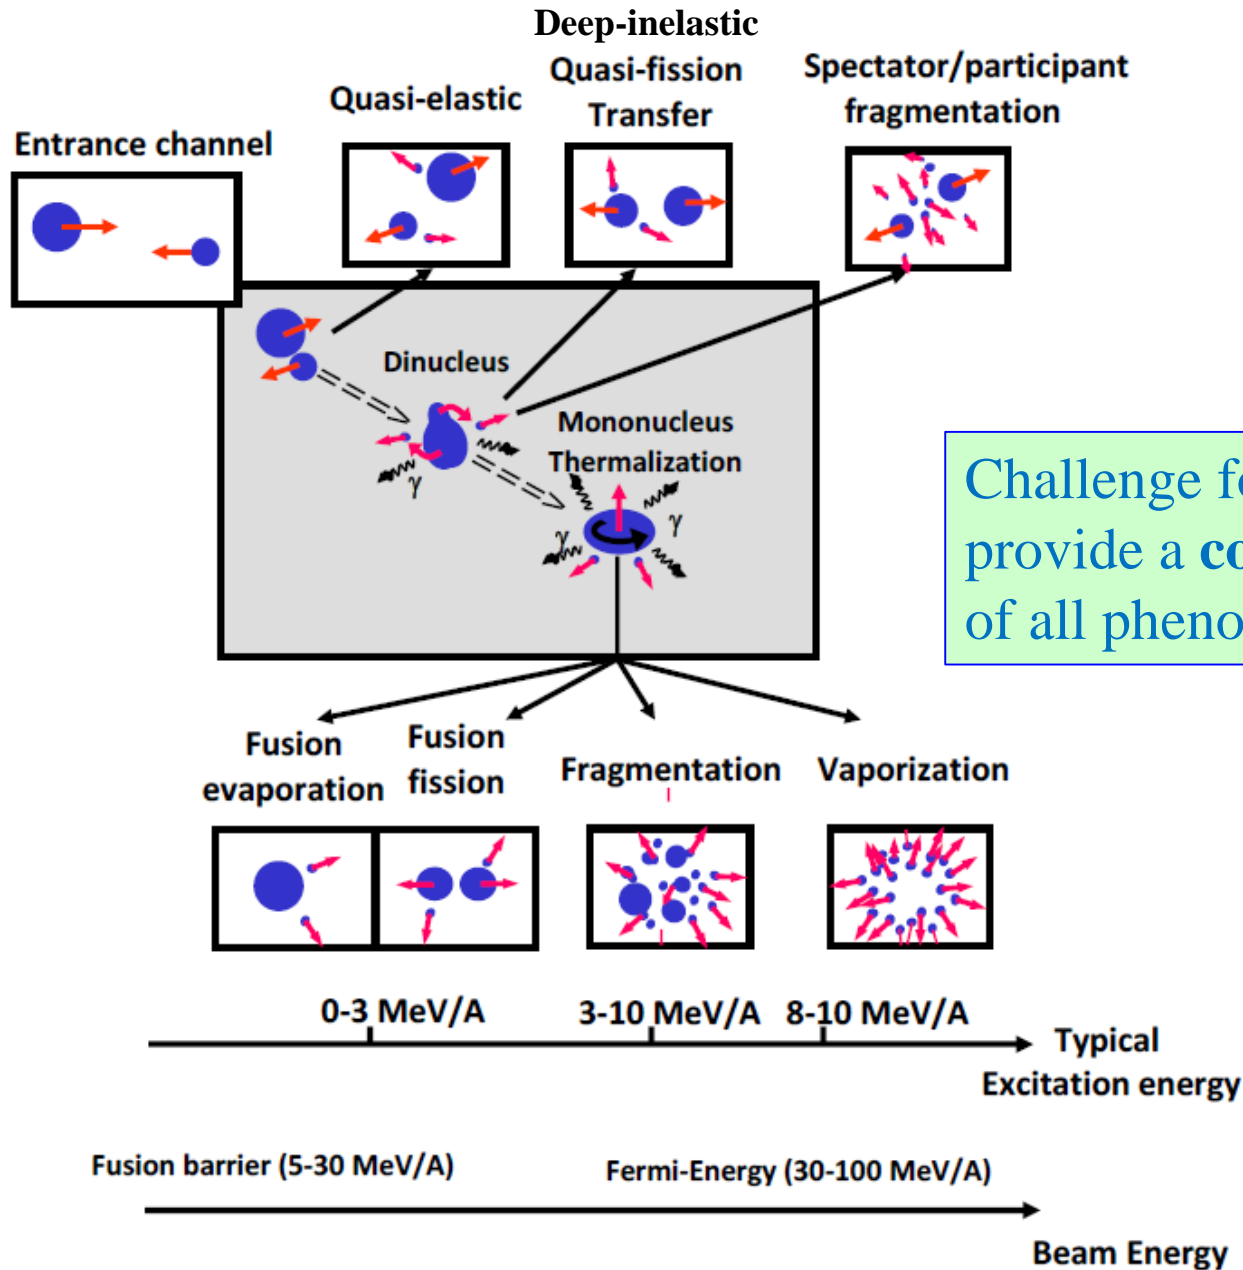 Deep-inelastic
Quasi-fission
Transfer
Quasi-elastic
Spectator/participant
fragmentation
Entrance channel
Dinucleus
γ
Mononucleus
Thermalization
γ
γ
Challenge fo
provide a co
of all pheno
Fusion
evaporation
Fusion
fission
Fragmentation
Vaporization
0-3 MeV/A
3-10 MeV/A
8-10 MeV/A
Typical
Excitation energy
Fusion barrier (5-30 MeV/A)
Fermi-Energy (30-100 MeV/A)
Beam Energy